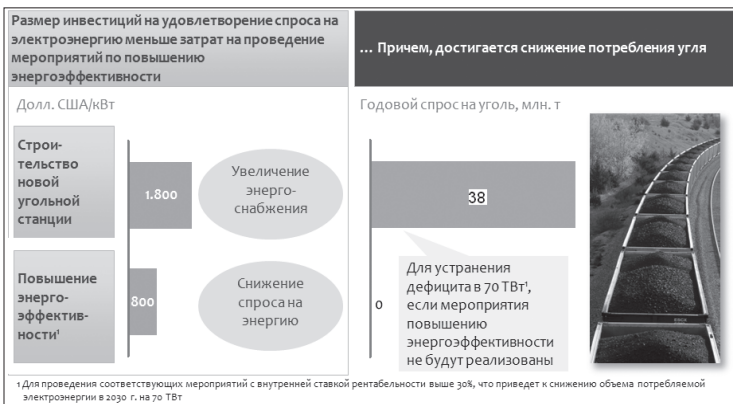 Размер инвестиций на удовлетворение спроса на
электроэнергию меньше затрат на проведение
мероприятий по повышению
энергоэффективности
... Причем, достигается снижение потребления угля
Долл. США/кВт
Годовой спрос на уголь, млн. т
Строи-
тельство
новой
угольной
станции
1.800
Увеличение
энерго-
снабжения
38
Повышение
энерго-
эффектив-
ности¹
800
Снижение
спроса на
энергию
0
Для устранения
дефицита в 70 ТВт¹,
если мероприятия
повышению
энергоэффективности
не будут реализованы
1 Для проведения соответствующих мероприятий с внутренней ставкой рентабельности выше 30%, что приведет к снижению объема потребляемой
электроэнергии в 2030 г. на 70 ТВт